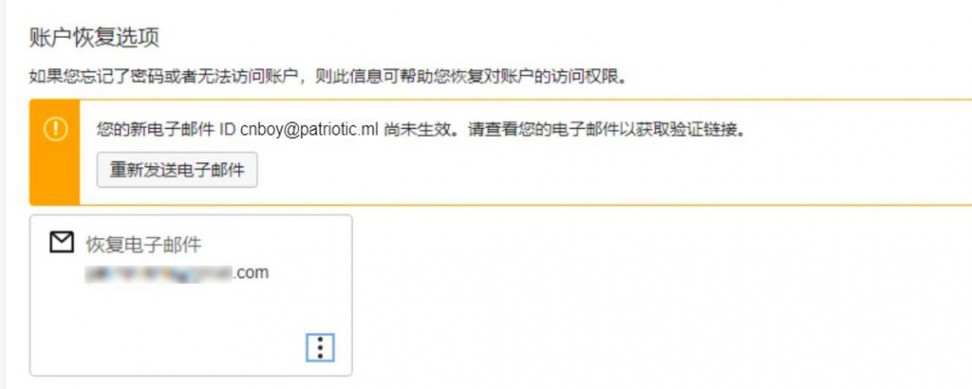 账户恢复选项
如果您忘记了密码或者无法访问账户，则此信息可帮助您恢复对账户的访问权限。
您的新电子邮件 ID cnboy@patriotic.ml 尚未生效。请查看您的电子邮件以获取验证链接。
重新发送电子邮件
恢复电子邮件
.com